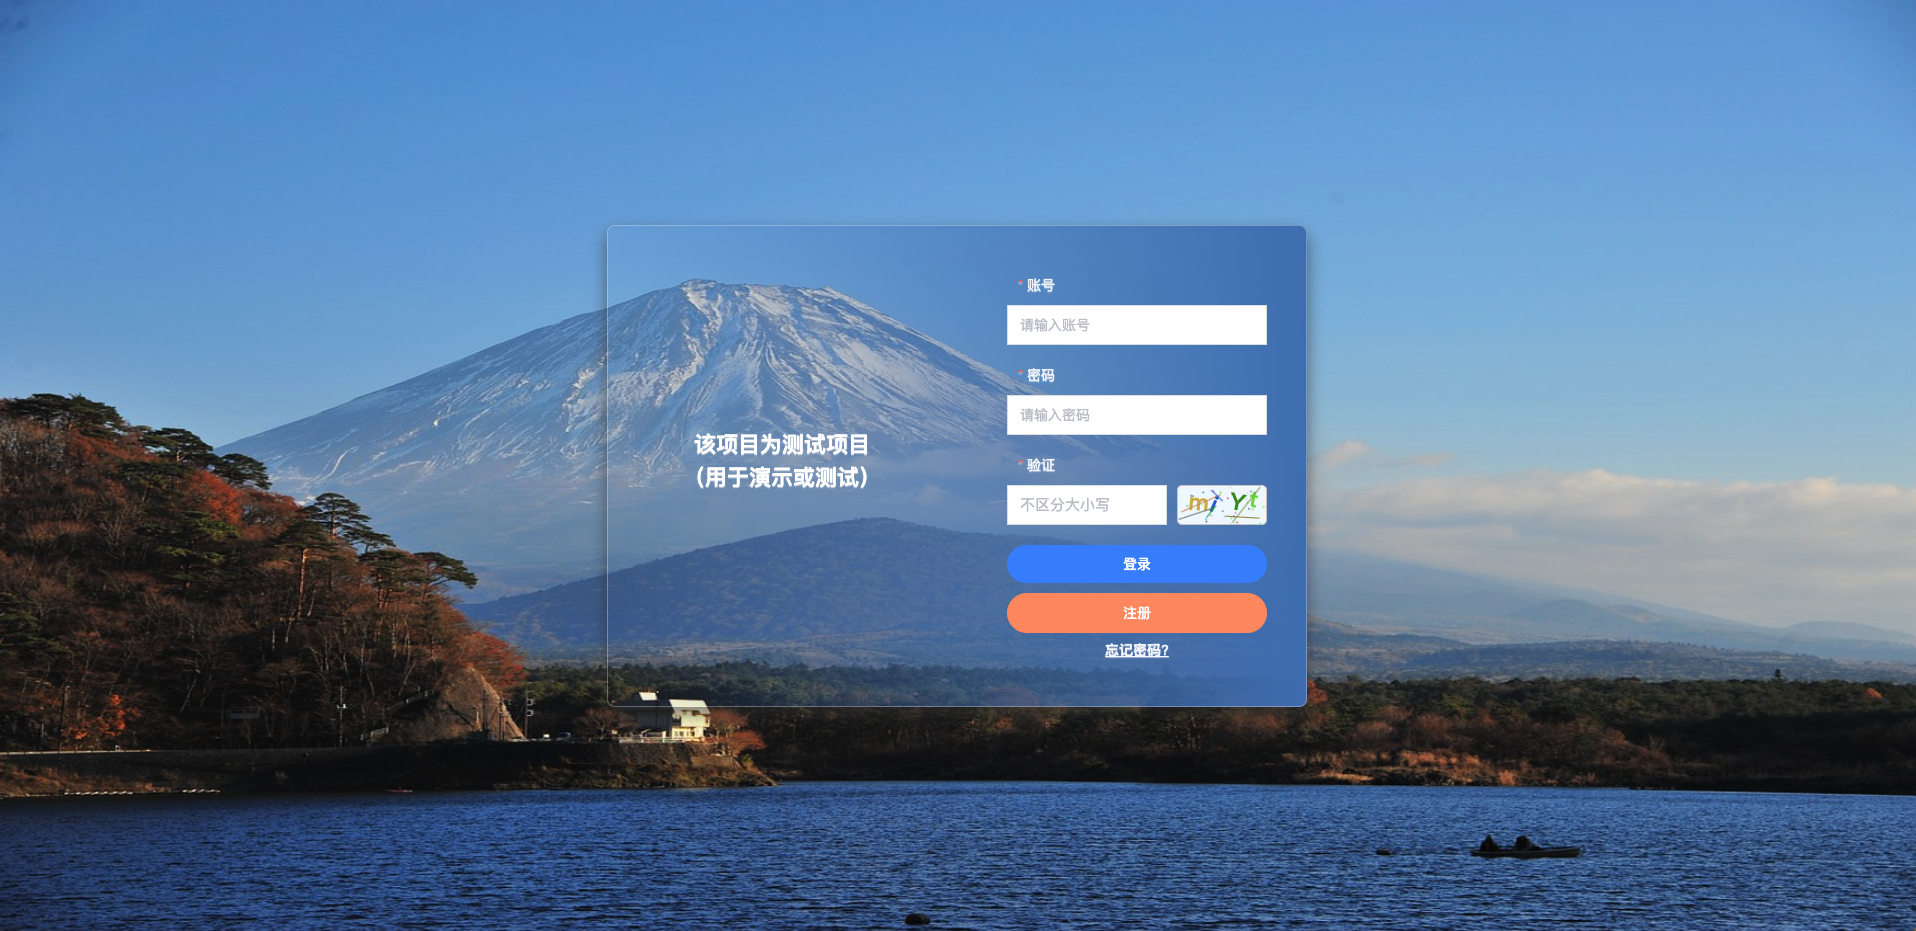 该项目为测试项目
（用于演示或测试）
* 账号
请输入账号
* 密码
请输入密码
* 验证
不区分大小写
登录
注册
忘记密码?